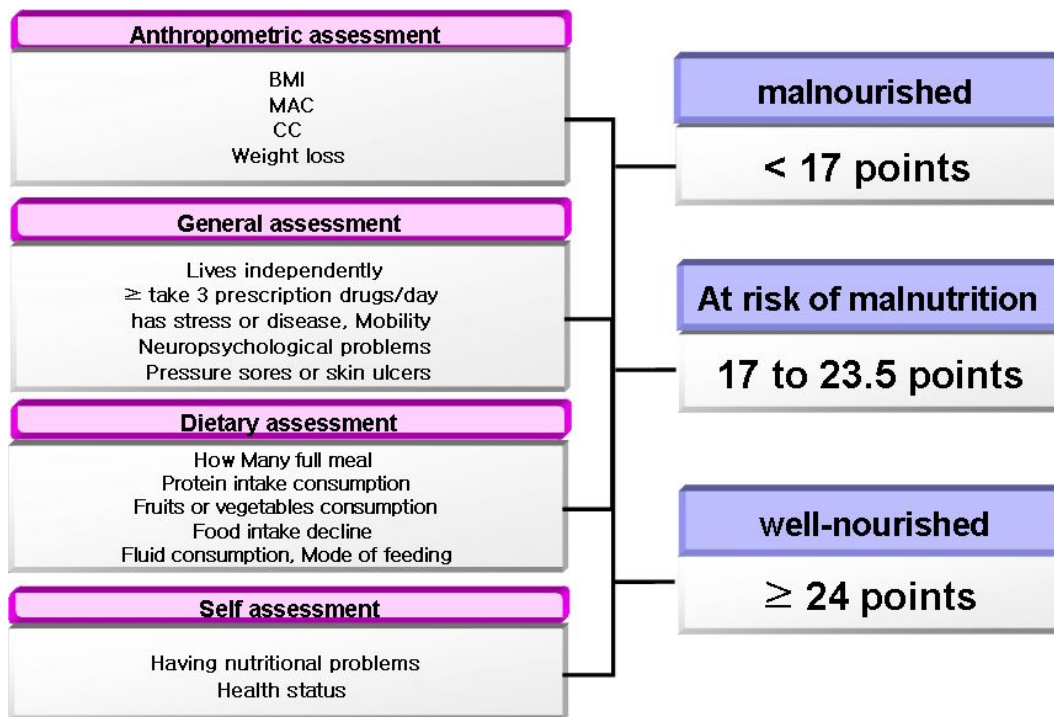 Anthropometric assessment
BMI
MAC
CC
Weight loss
General assessment
Lives independently
≥ take 3 prescription drugs/day
has stress or disease, Mobility
Neuropsychological problems
Pressure sores or skin ulcers
Dietary assessment
How Many full meal
Protein intake consumption
Fruits or vegetables consumption
Food intake decline
Fluid consumption, Mode of feeding
Self assessment
Having nutritional problems
Health status
malnourished
< 17 points
At risk of malnutrition
17 to 23.5 points
well-nourished
≥ 24 points